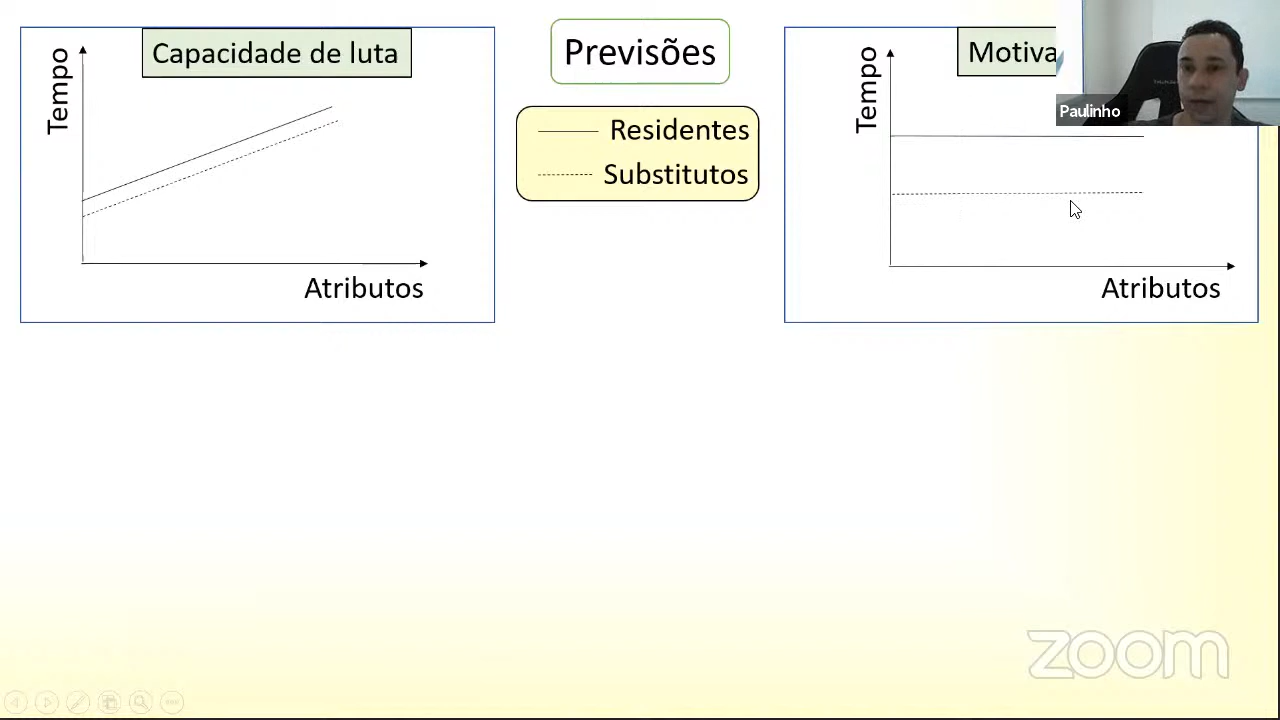 Previsões
Capacidade de luta
Tempo
Atributos
Residentes
Substitutos
Motiva
Tempo
Atributos
Paulinho
zoom